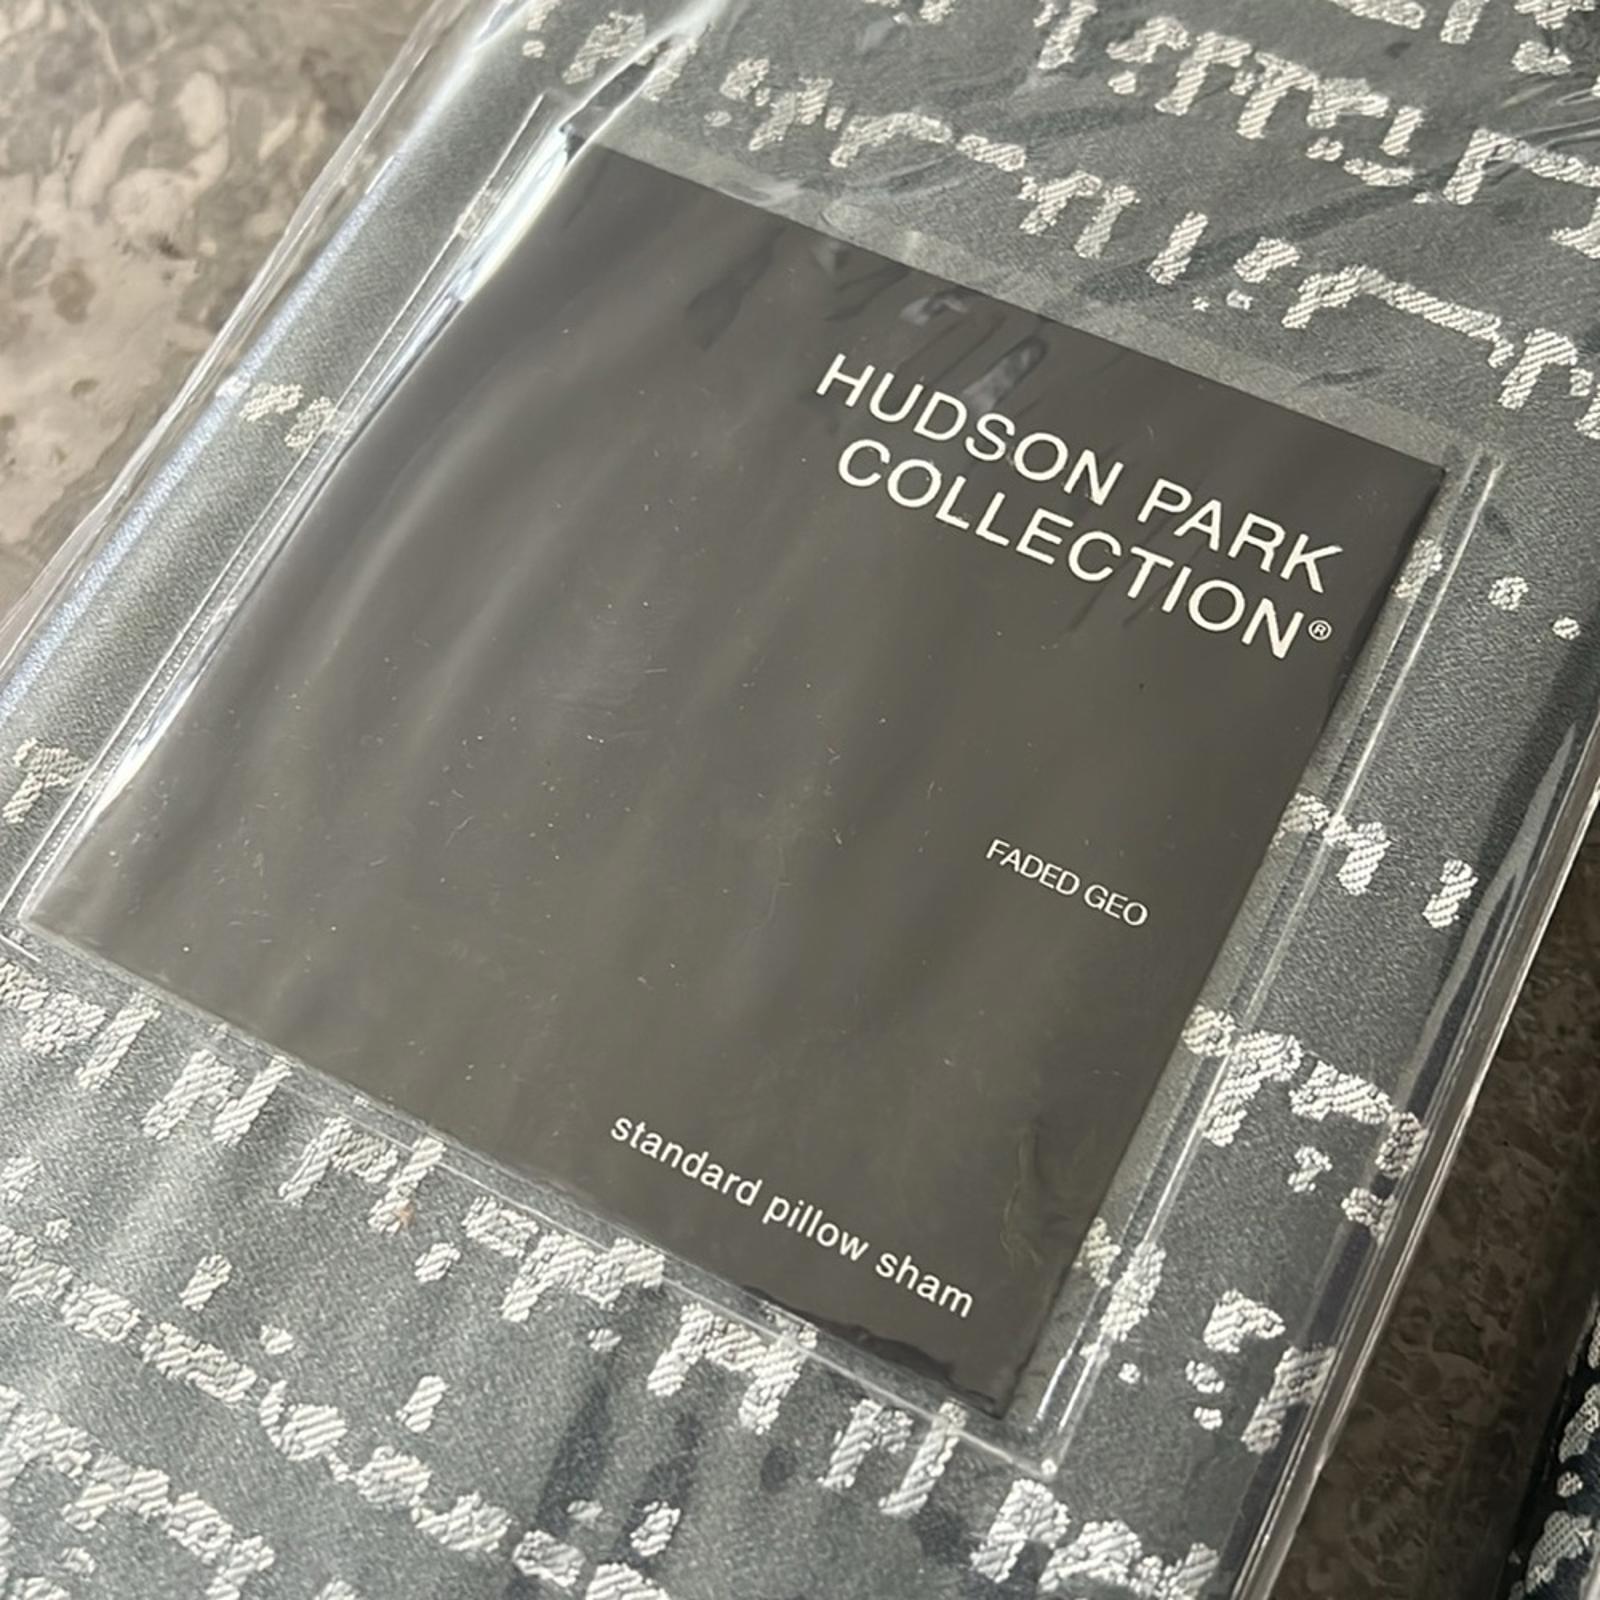 HUDSON PARK
COLLECTION®
FADED GEO
standard pillow sham